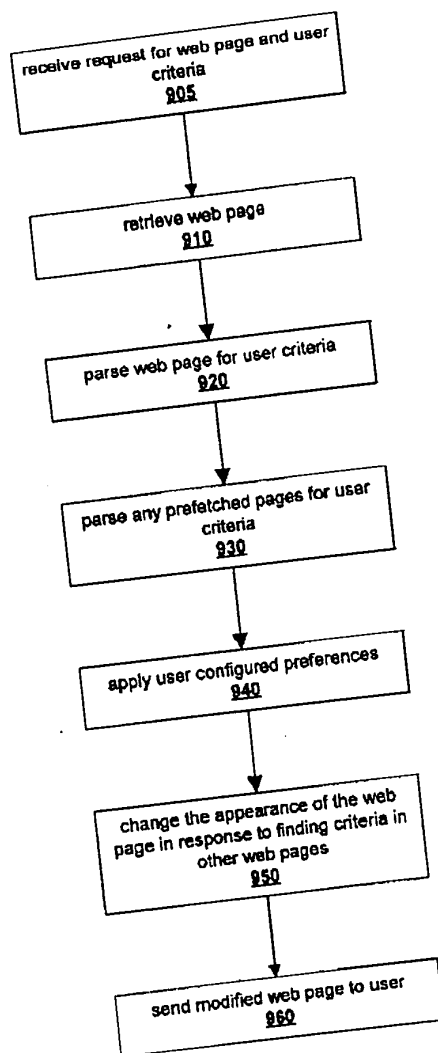 receive request for web page and user
criteria
905
retrieve web page
910
parse web page for user criteria
920
parse any prefetched pages for user
criteria
930
apply user configured preferences
940
change the appearance of the web
page in response to finding criteria in
other web pages
950
send modified web page to user
960